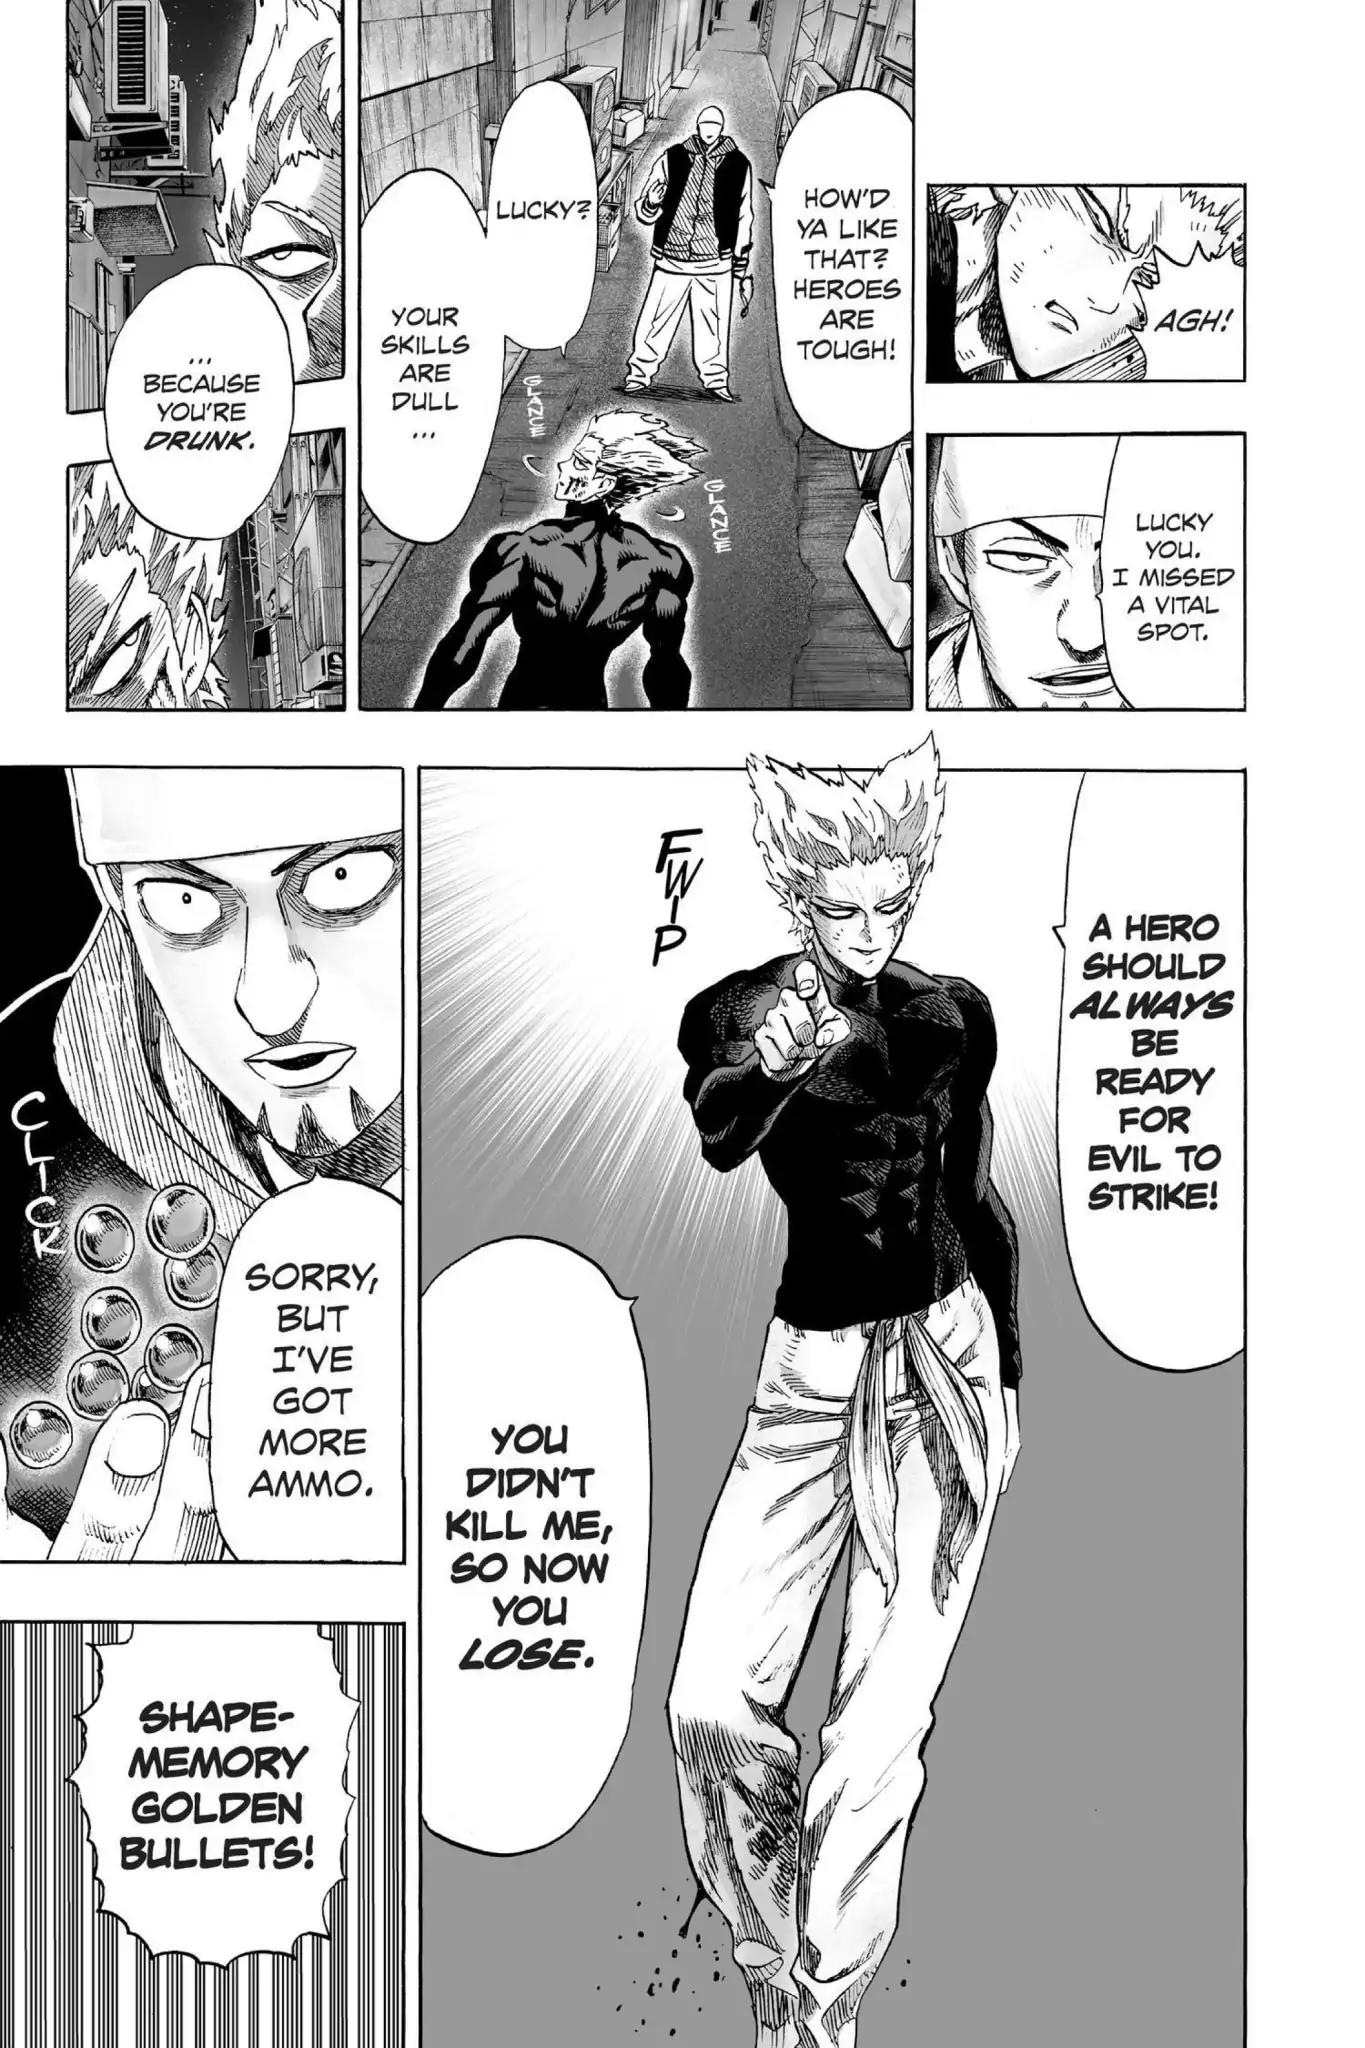 AGH!
LUCKY
YOU.
I MISSED
A VITAL
SPOT.
HOW'D
YA LIKE
THAT?
HEROES
ARE
TOUGH!
LUCKY?
YOUR
SKILLS
ARE
DULL
...
GLANCE
GLANCE
...
BECAUSE
YOU'RE
DRUNK.
A HERO
SHOULD
ALWAYS
BE
READY
FOR
EVIL TO
STRIKE!
FWIP
YOU
DIDN'T
KILL ME,
SO NOW
YOU
LOSE.
CLICK
SORRY,
BUT
I'VE
GOT
MORE
AMMO.
SHAPE-
MEMORY
GOLDEN
BULLETS!